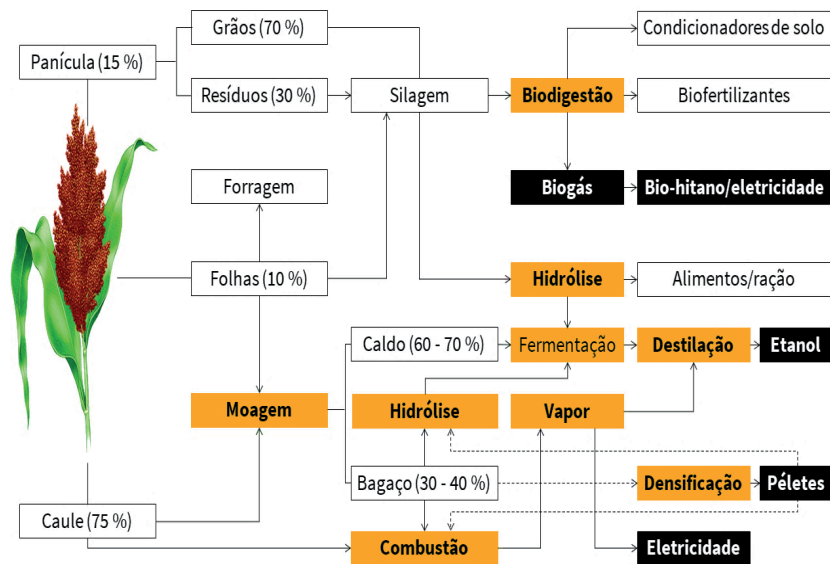 Grãos (70 %)
Condicionadores de solo
Panícula (15 %)
Resíduos (30 %)
Silagem
Biodigestão
Biofertilizantes
Forragem
Biogás
Bio-hitano/eletricidade
Folhas (10 %)
Hidrólise
Alimentos/ração
Caldo (60 - 70 %)
Fermentação
Destilação
Etanol
Moagem
Hidrólise
Vapor
Bagaço (30 - 40 %)
Densificação
Péletes
Caule (75 %)
Combustão
Eletricidade